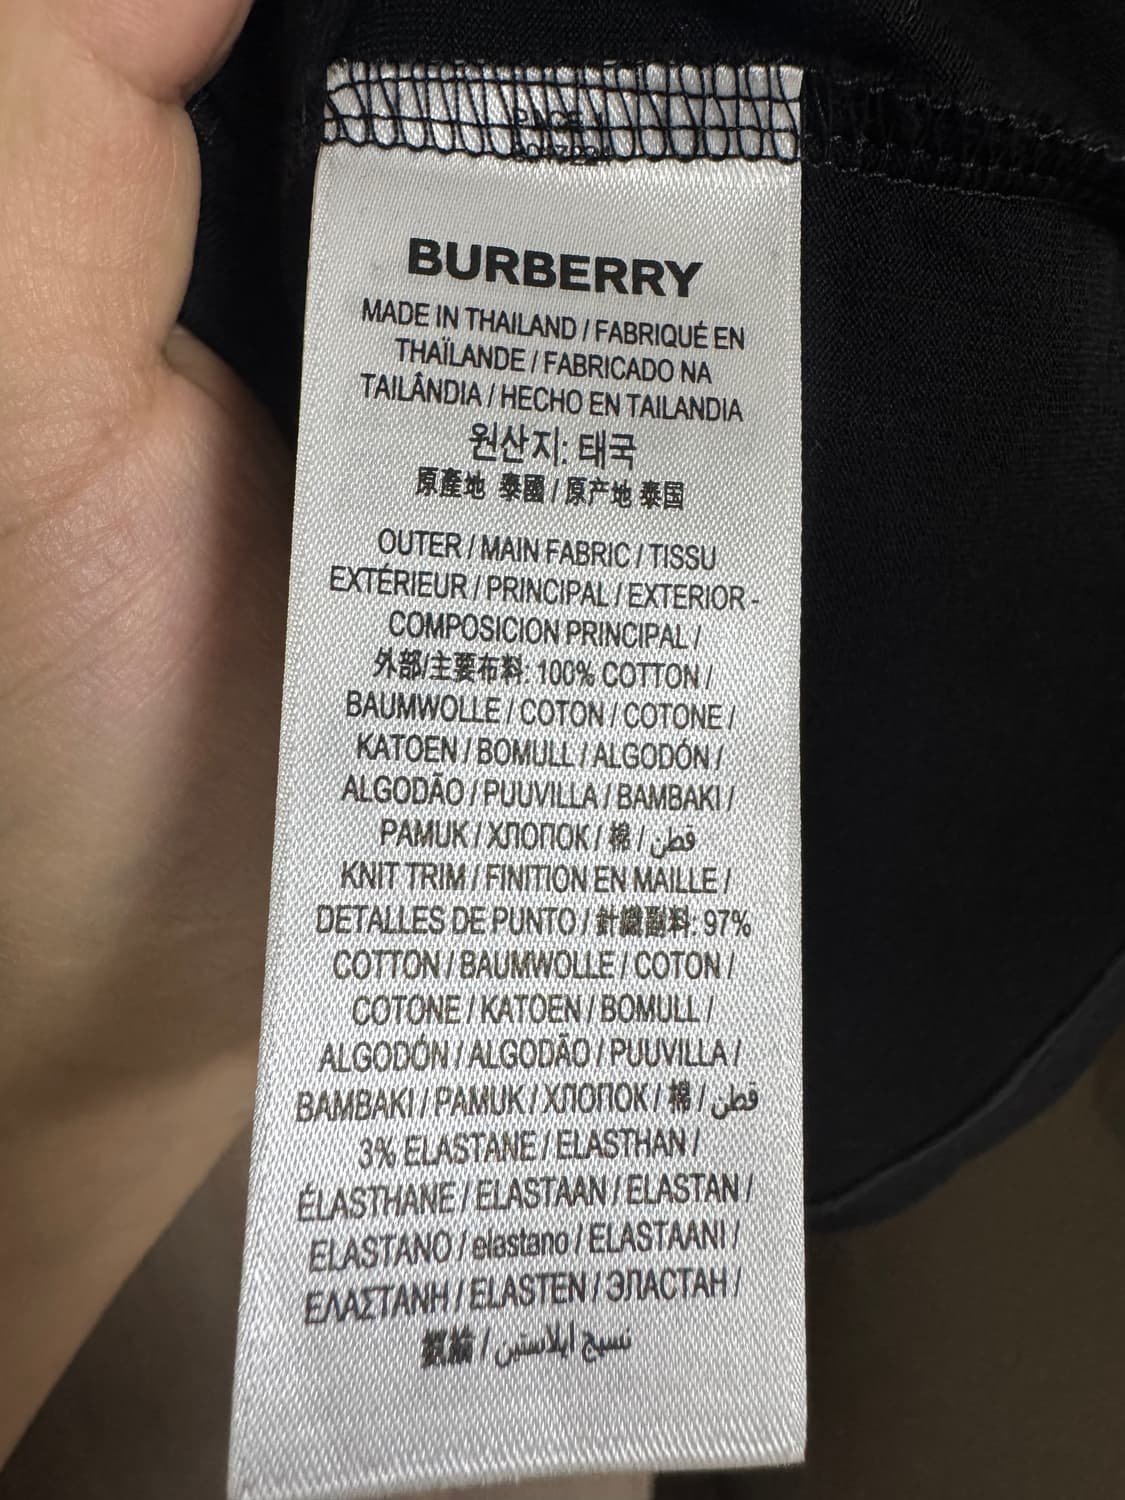 BURBERRY
MADE IN THAILAND / FABRIQUÉ EN
THAÏLANDE / FABRICADO NA
TAILÂNDIA / HECHO EN TAILANDIA
원산지: 태국
原產地 泰國 / 原产地 泰国
OUTER / MAIN FABRIC / TISSU
EXTÉRIEUR / PRINCIPAL / EXTERIOR -
COMPOSICION PRINCIPAL /
外部/主要布料: 100% COTTON /
BAUMWOLLE / COTON / COTONE /
KATOEN / BOMULL / ALGODÓN /
ALGODÃO / PUUVILLA / BAMBAKI /
PAMUK / ХЛОПОК / 棉 / قطن
KNIT TRIM / FINITION EN MAILLE /
DETALLES DE PUNTO / 針織副料: 97%
COTTON / BAUMWOLLE / COTON /
COTONE / KATOEN / BOMULL /
ALGODÓN / ALGODÃO / PUUVILLA /
BAMBAKI / PAMUK / ХЛОПОК / 棉 / قطن
3% ELASTANE / ELASTHAN /
ÉLASTHANE / ELASTAAN / ELASTAN /
ELASTANO / elastano / ELASTAANI /
ΕΛΑΣΤΑΝΗ / ELASTEN / ЭЛАСТАН /
/ نسيج ايلاستين